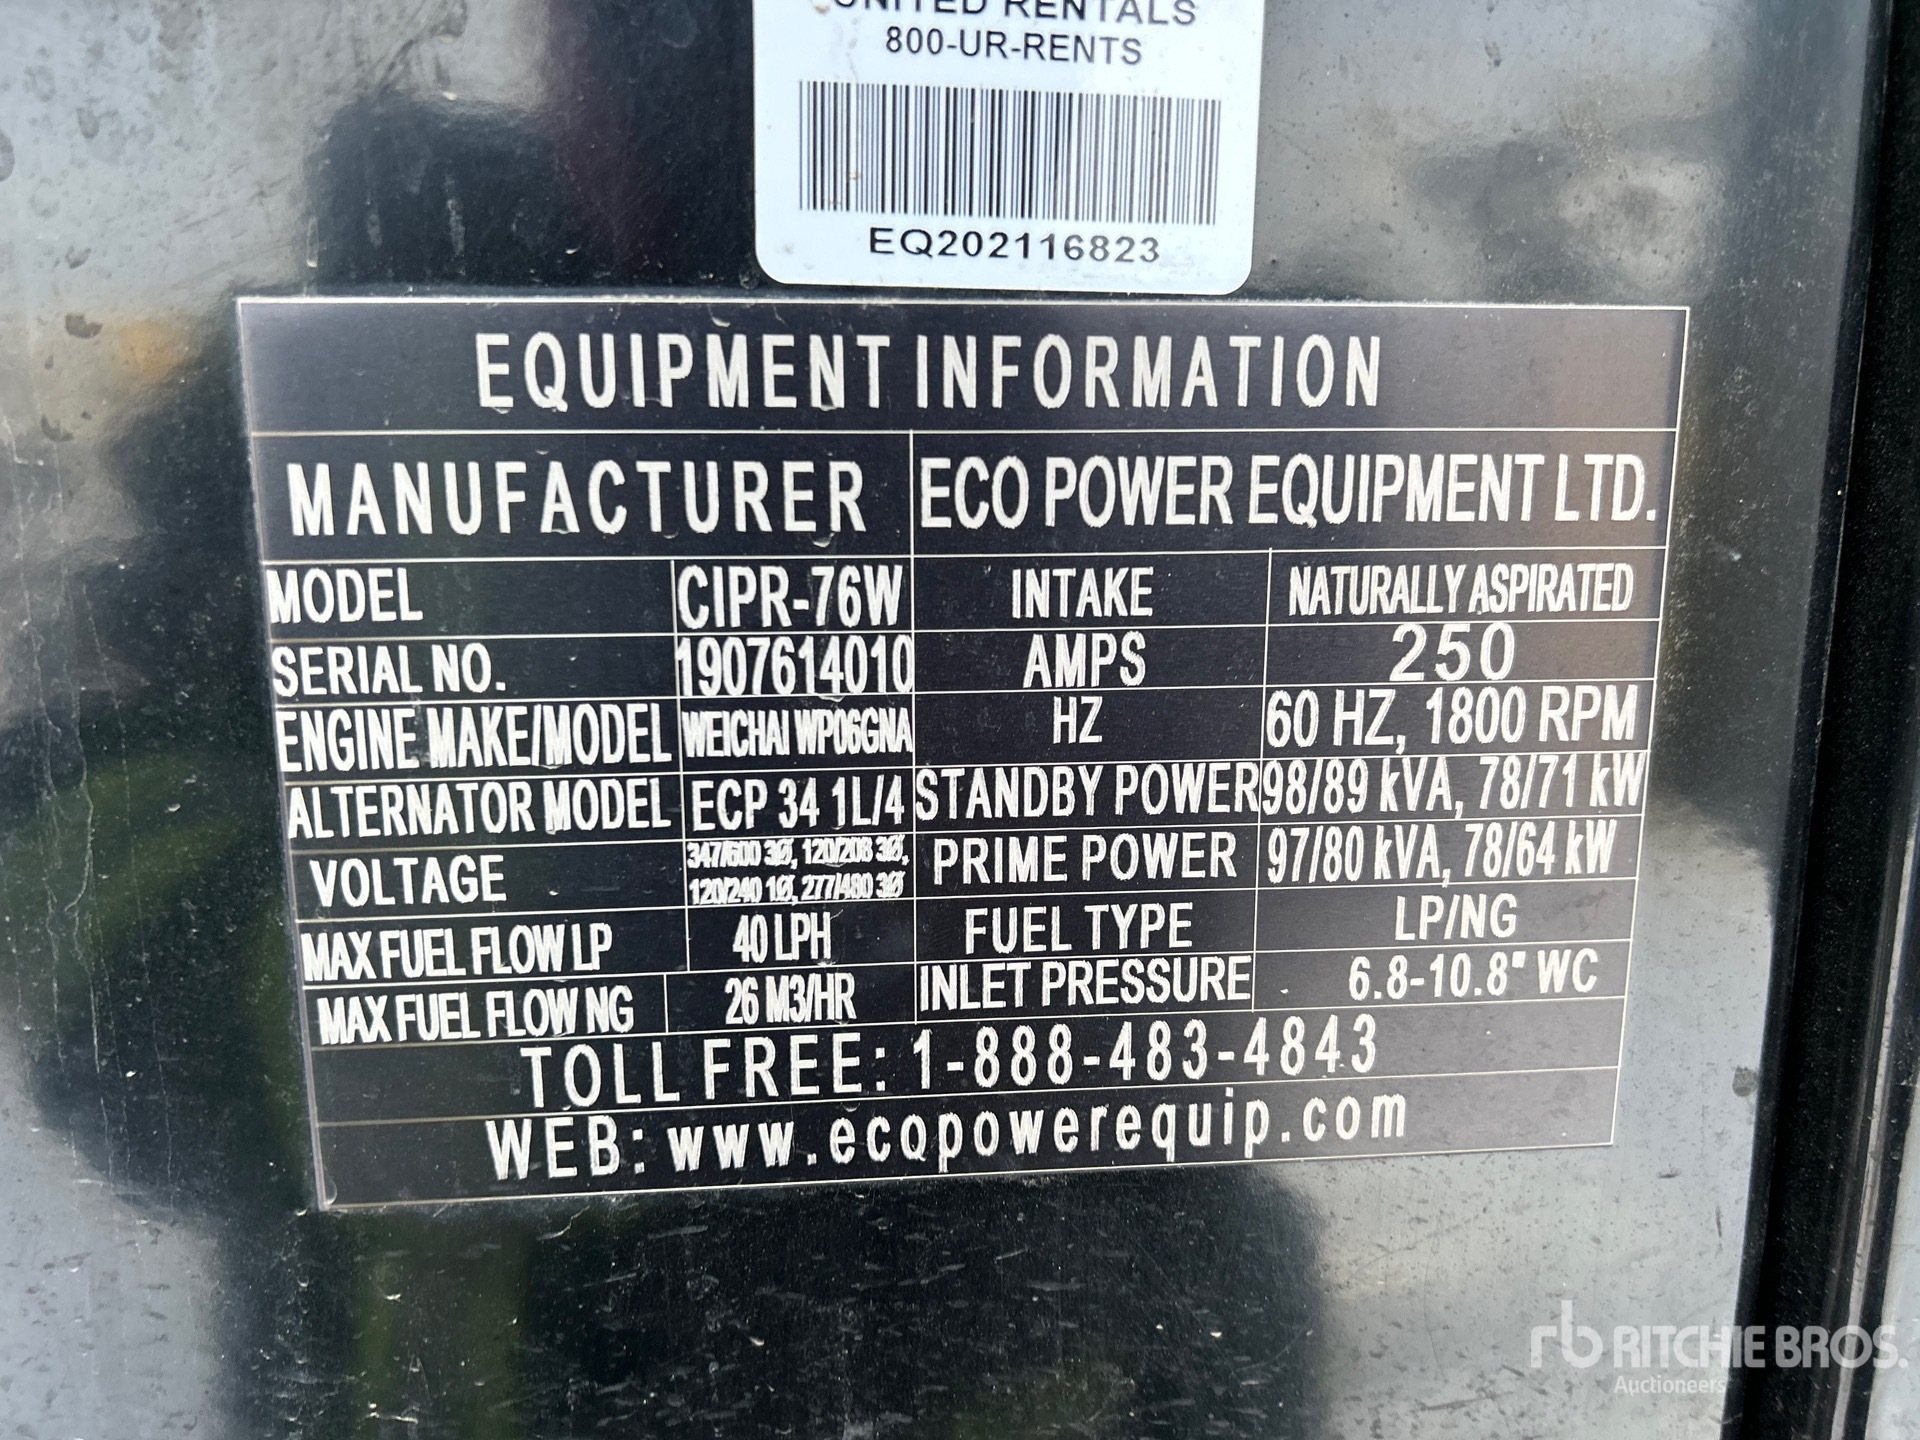 UNITED RENTALS
800-UR-RENTS
EQ202116823
EQUIPMENT INFORMATION
MANUFACTURER ECO POWER EQUIPMENT LTD.
MODEL CIPR-76W INTAKE NATURALLY ASPIRATED
SERIAL NO. 1907614010 AMPS 250
ENGINE MAKE/MODEL WEICHAI WP06GNA HZ 60 HZ, 1800 RPM
ALTERNATOR MODEL ECP 34 1L/4 STANDBY POWER 98/89 kVA, 78/71 kW
VOLTAGE 347/600 3Ø, 120/208 3Ø, 120/240 1Ø, 277/480 3Ø PRIME POWER 97/80 kVA, 78/64 kW
MAX FUEL FLOW LP 40 LPH FUEL TYPE LP/NG
MAX FUEL FLOW NG 26 M3/HR INLET PRESSURE 6.8-10.8" WC
TOLL FREE: 1-888-483-4843
WEB: www.ecopowerequip.com
rb RITCHIE BROS.
Auctioneers